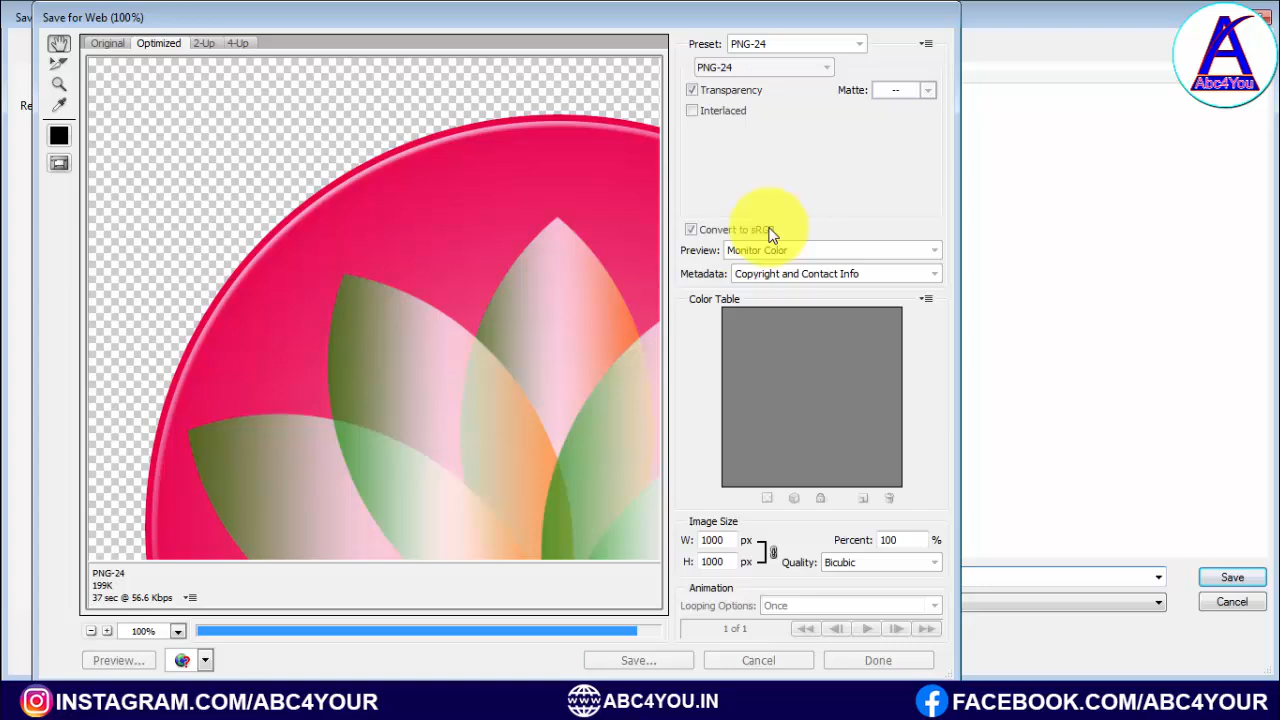 Sav
Save for Web (100%)
Original Optimized 2-Up 4-Up
Preset: PNG-24
PNG-24
Transparency Matte: --
Interlaced
Re
A
Abc4You
Convert to sRGB
Preview: Monitor Color
Metadata: Copyright and Contact Info
Color Table
Image Size
W: 1000 px Percent: 100 %
H: 1000 px Quality: Bicubic
PNG-24
199K
37 sec @ 56.6 Kbps
Animation
Looping Options: Once
1 of 1
100%
Preview... Save... Cancel Done
Save
Cancel
INSTAGRAM.COM/ABC4YOUR ABC4YOU.IN FACEBOOK.COM/ABC4YOUR